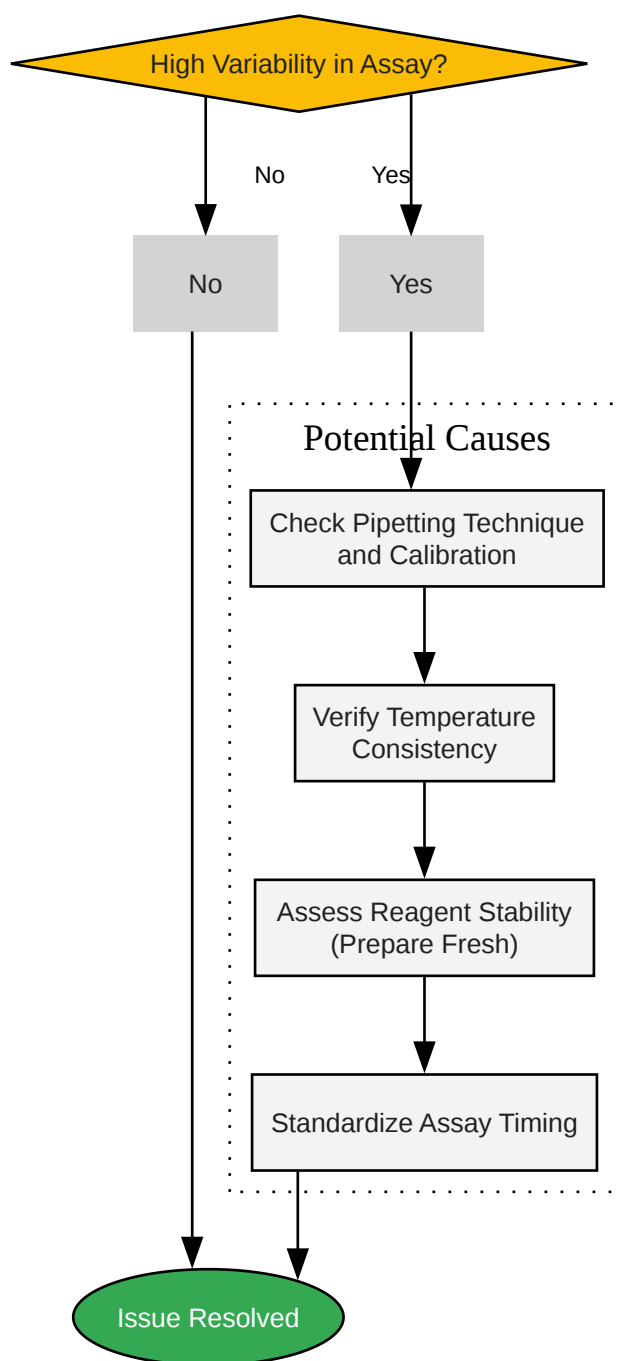 High Variability in Assay?
No
Yes
No
Yes
Potential Causes
Check Pipetting Technique
and Calibration
Verify Temperature
Consistency
Assess Reagent Stability
(Prepare Fresh)
Standardize Assay Timing
Issue Resolved